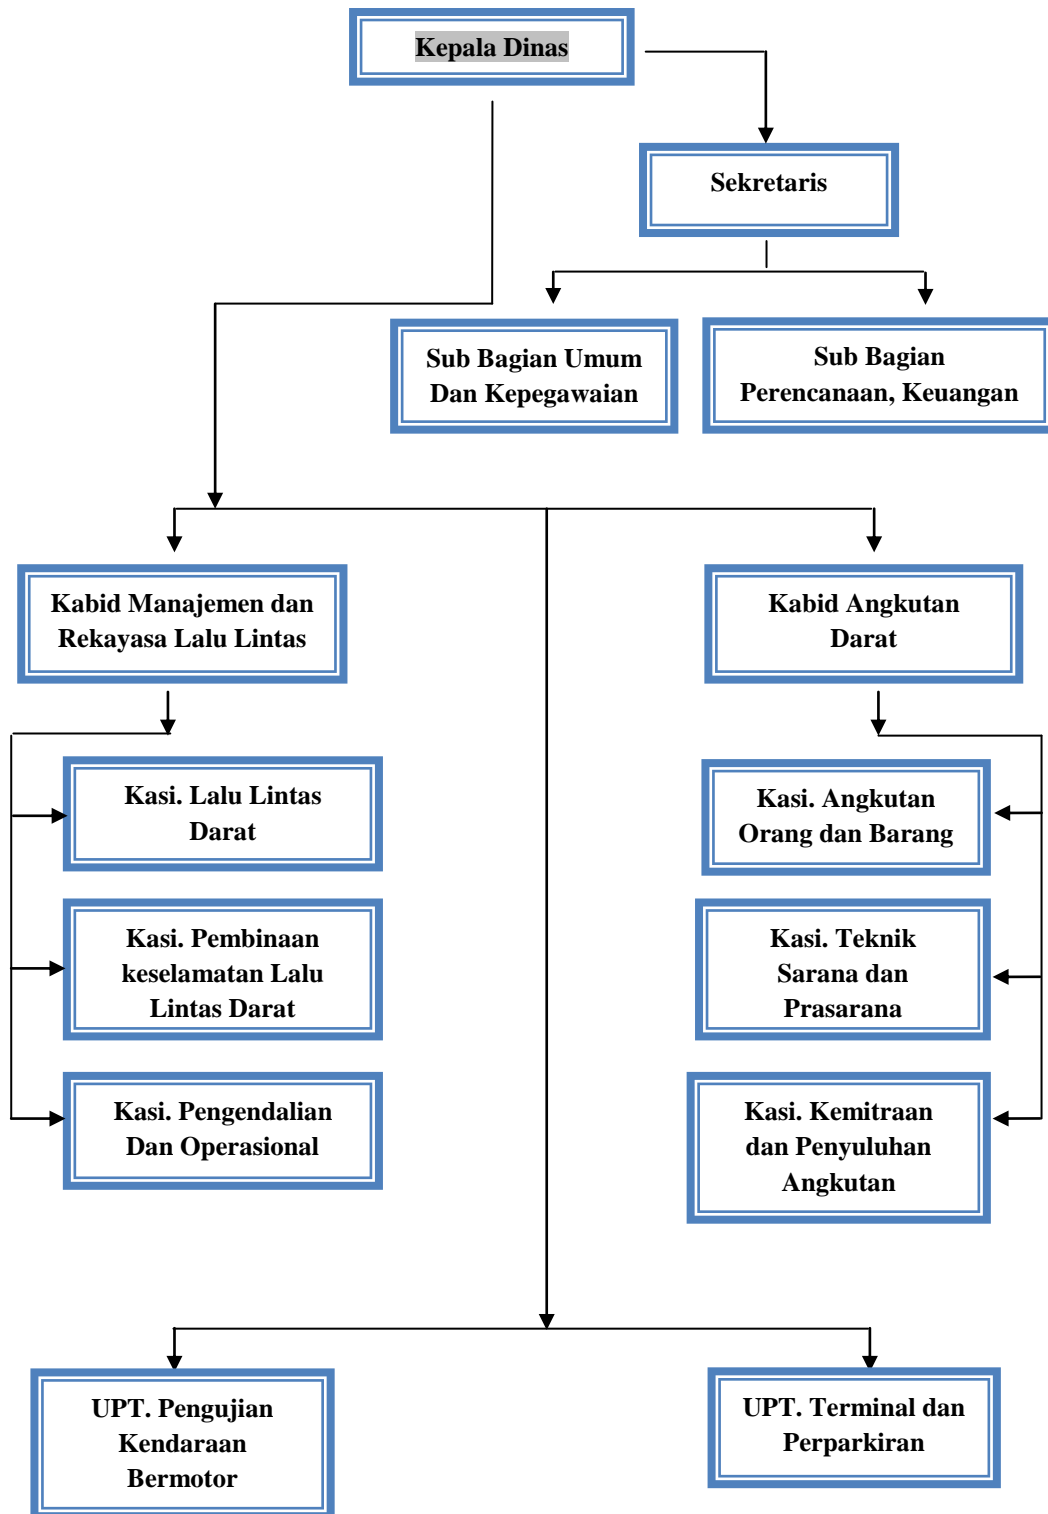 Kepala Dinas
Sekretaris
Sub Bagian Umum
Dan Kepegawaian
Sub Bagian
Perencanaan, Keuangan
Kabid Manajemen dan
Rekayasa Lalu Lintas
Kabid Angkutan
Darat
Kasi. Lalu Lintas
Darat
Kasi. Pembinaan
keselamatan Lalu
Lintas Darat
Kasi. Pengendalian
Dan Operasional
Kasi. Angkutan
Orang dan Barang
Kasi. Teknik
Sarana dan
Prasarana
Kasi. Kemitraan
dan Penyuluhan
Angkutan
UPT. Pengujian
Kendaraan
Bermotor
UPT. Terminal dan
Perparkiran